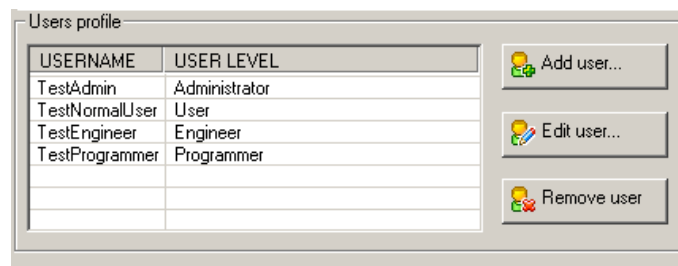 Users profile
USERNAME USER LEVEL
TestAdmin Administrator
TestNormalUser User
TestEngineer Engineer
TestProgrammer Programmer
Add user...
Edit user...
Remove user